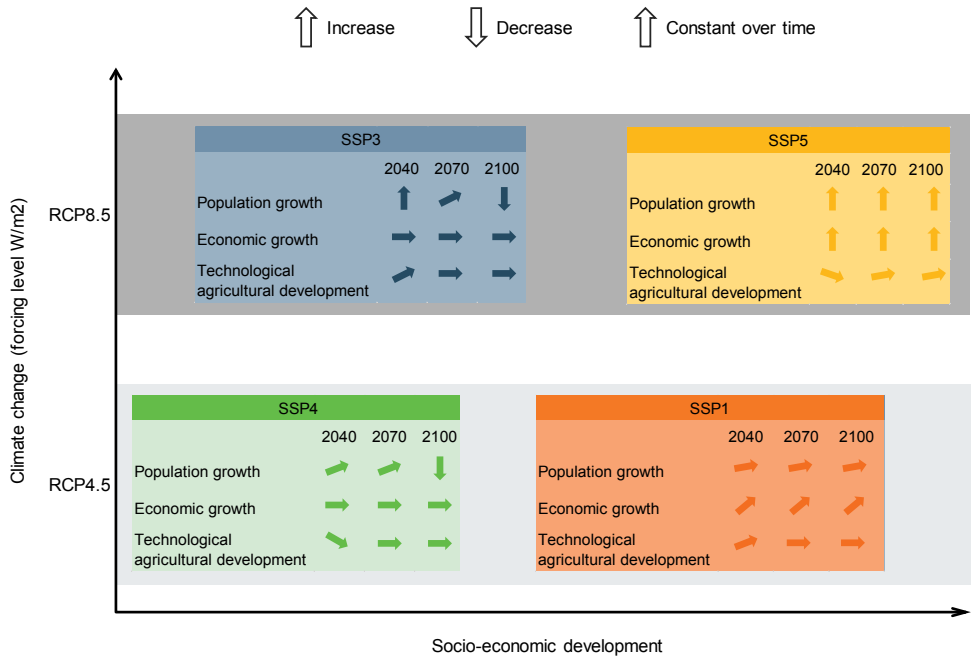 Increase Decrease Constant over time
Climate change (forcing level W/m2)
RCP8.5
SSP3
2040 2070 2100
Population growth
Economic growth
Technological
agricultural development
SSP5
2040 2070 2100
Population growth
Economic growth
Technological
agricultural development
RCP4.5
SSP4
2040 2070 2100
Population growth
Economic growth
Technological
agricultural development
SSP1
2040 2070 2100
Population growth
Economic growth
Technological
agricultural development
Socio-economic development